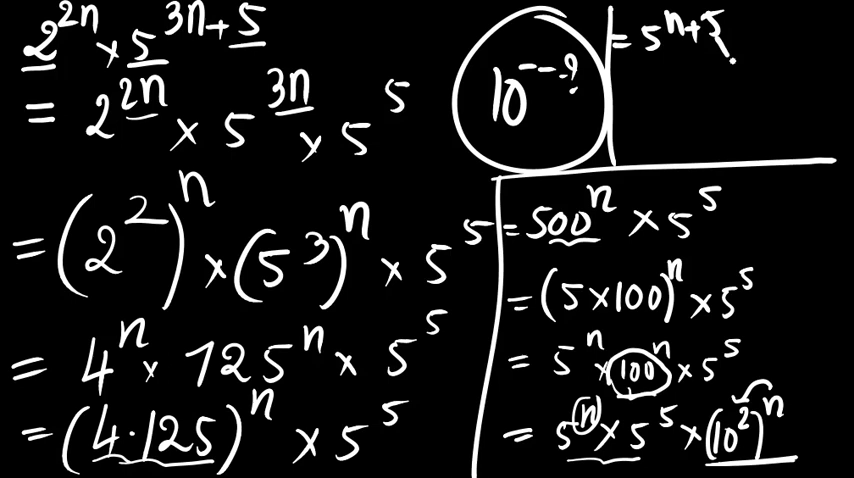 2^{2n} × 5^{3n+5}
= 2^{2n} × 5^{3n} × 5^5
= (2^2)^n × (5^3)^n × 5^5
= 4^n × 125^n × 5^5
= (4·125)^n × 5^5
= 500^n × 5^5
= (5×100)^n × 5^5
= 5^n × 100^n × 5^5
= 5^n × 5^5 × (10^2)^n
= 5^{n+5}
10^{---?}